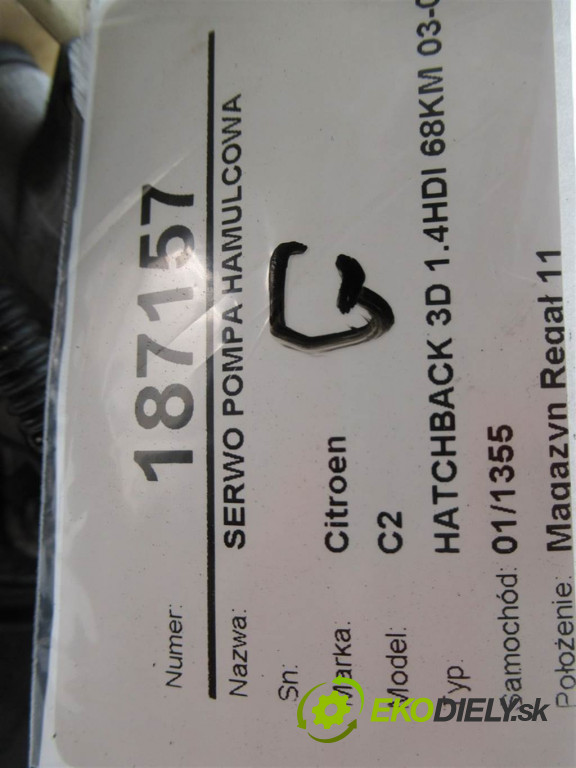 Numer: 187157
Nazwa: SERWO POMPA HAMULCOWA
Sn: G
Marka: Citroen
Model: C2
Typ. HATCHBACK 3D 1.4HDI 68KM 03-0
Samochód: 01/1355
Położenie: Magazyn Regał 11
EKODIELY.sk